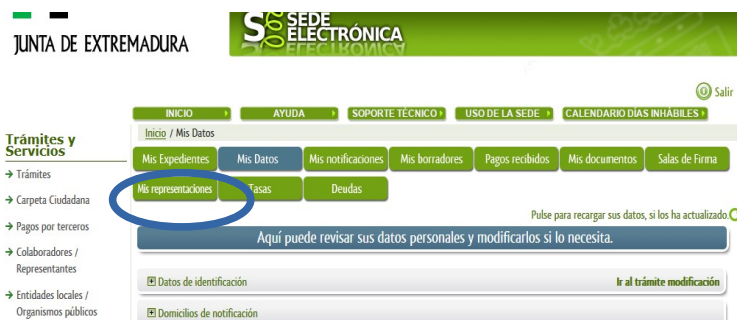 JUNTA DE EXTREMADURA
SEDE
ELECTRÓNICA
Salir
INICIO AYUDA SOPORTE TÉCNICO USO DE LA SEDE CALENDARIO DÍAS INHÁBILES
Inicio / Mis Datos
Trámites y
Servicios
Trámites
Carpeta Ciudadana
Pagos por terceros
Colaboradores /
Representantes
Entidades locales /
Organismos públicos
Mis Expedientes Mis Datos Mis notificaciones Mis borradores Pagos recibidos Mis documentos Salas de Firma
Mis representaciones Tasas Deudas
Pulse para recargar sus datos, si los ha actualizado.
Aquí puede revisar sus datos personales y modificarlos si lo necesita.
Datos de identificación Ir al trámite modificación
Domicilios de notificación